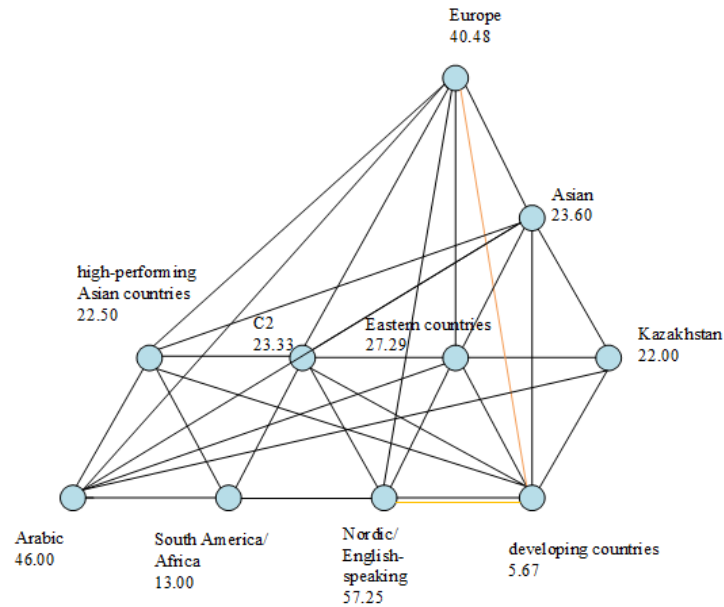 Europe
40.48
Asian
23.60
high-performing
Asian countries
22.50
C2
23.33
Eastern countries
27.29
Kazakhstan
22.00
Arabic
46.00
South America/
Africa
13.00
Nordic/
English-
speaking
57.25
developing countries
5.67